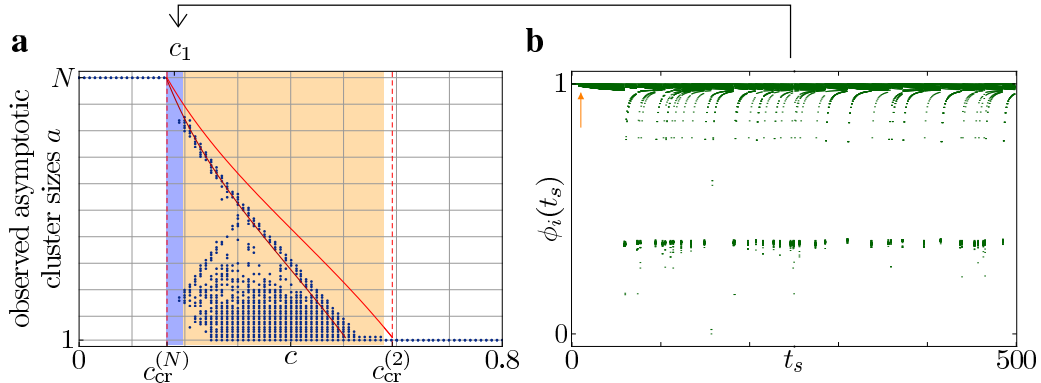 a
c₁
N
observed asymptotic
cluster sizes a
1
0
c_cr^(N)
c
c_cr^(2)
0.8
b
1
ϕᵢ(tₛ)
0
0
tₛ
500